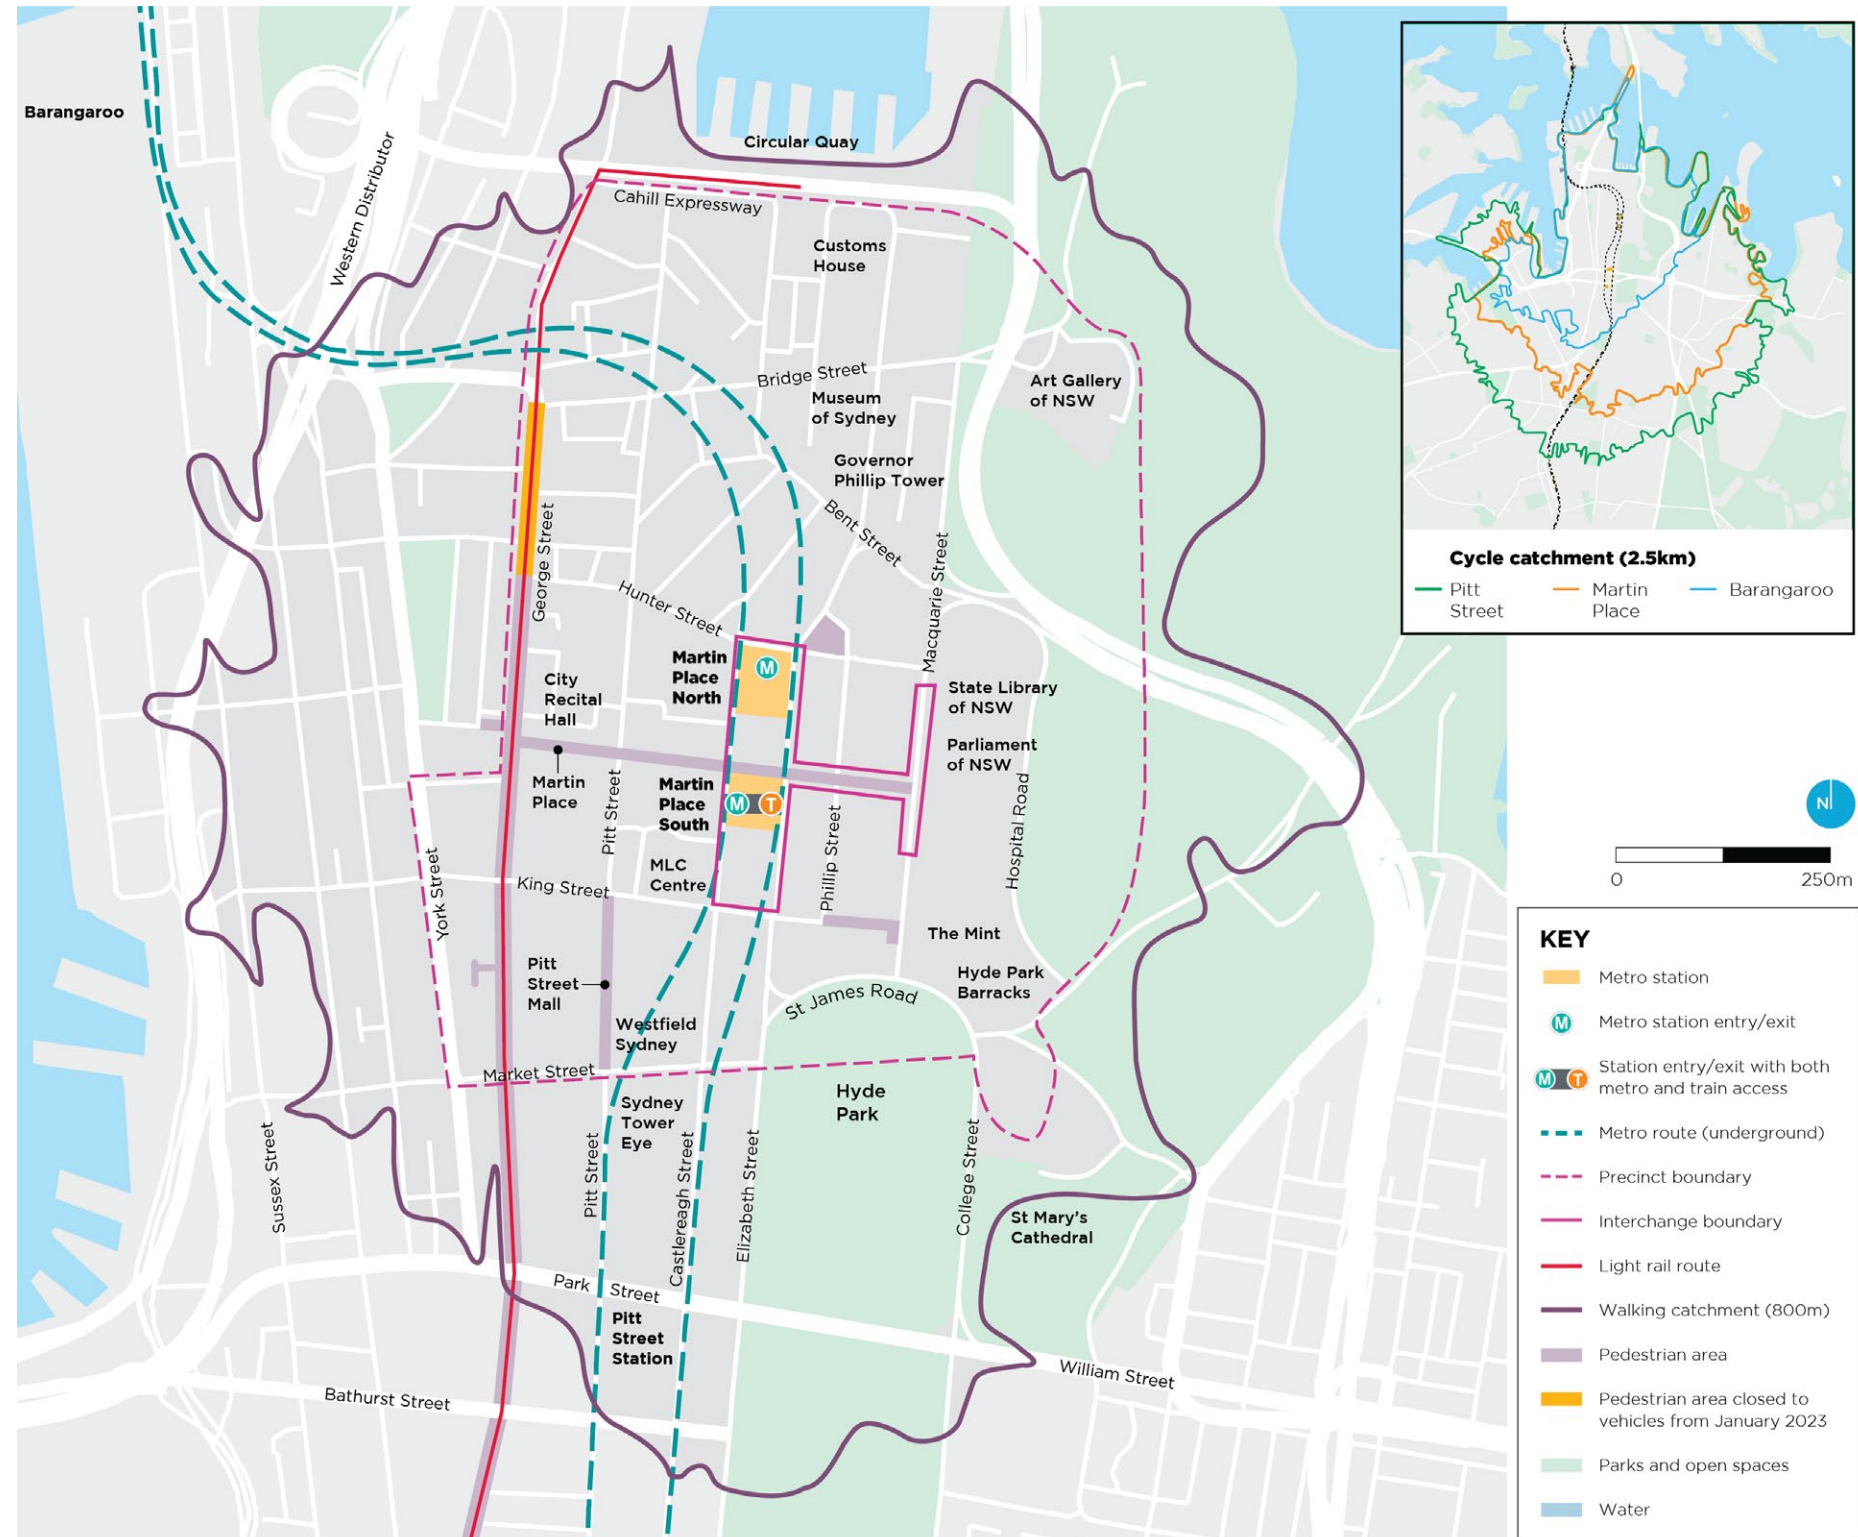 Barangaroo
Western Distributor
Circular Quay
Cahill Expressway
Customs
House
Bridge Street
Museum
of Sydney
Art Gallery
of NSW
Governor
Phillip Tower
Bent Street
George Street
Hunter Street
Macquarie Street
Martin
Place
North
M
City
Recital
Hall
State Library
of NSW
Parliament
of NSW
Martin
Place
Pitt Street
Martin
Place
South
M T
Phillip Street
Hospital Road
MLC
Centre
King Street
York Street
The Mint
Pitt
Street
Mall
Hyde Park
Barracks
St James Road
Westfield
Sydney
Market Street
Hyde
Park
Sydney
Tower
Eye
Sussex Street
Pitt Street
Castlereagh Street
Elizabeth Street
College Street
St Mary's
Cathedral
Park Street
Pitt
Street
Station
William Street
Bathurst Street
Cycle catchment (2.5km)
Pitt
Street
Martin
Place
Barangaroo
N
0 250m
KEY
Metro station
M Metro station entry/exit
M T Station entry/exit with both
metro and train access
Metro route (underground)
Precinct boundary
Interchange boundary
Light rail route
Walking catchment (800m)
Pedestrian area
Pedestrian area closed to
vehicles from January 2023
Parks and open spaces
Water